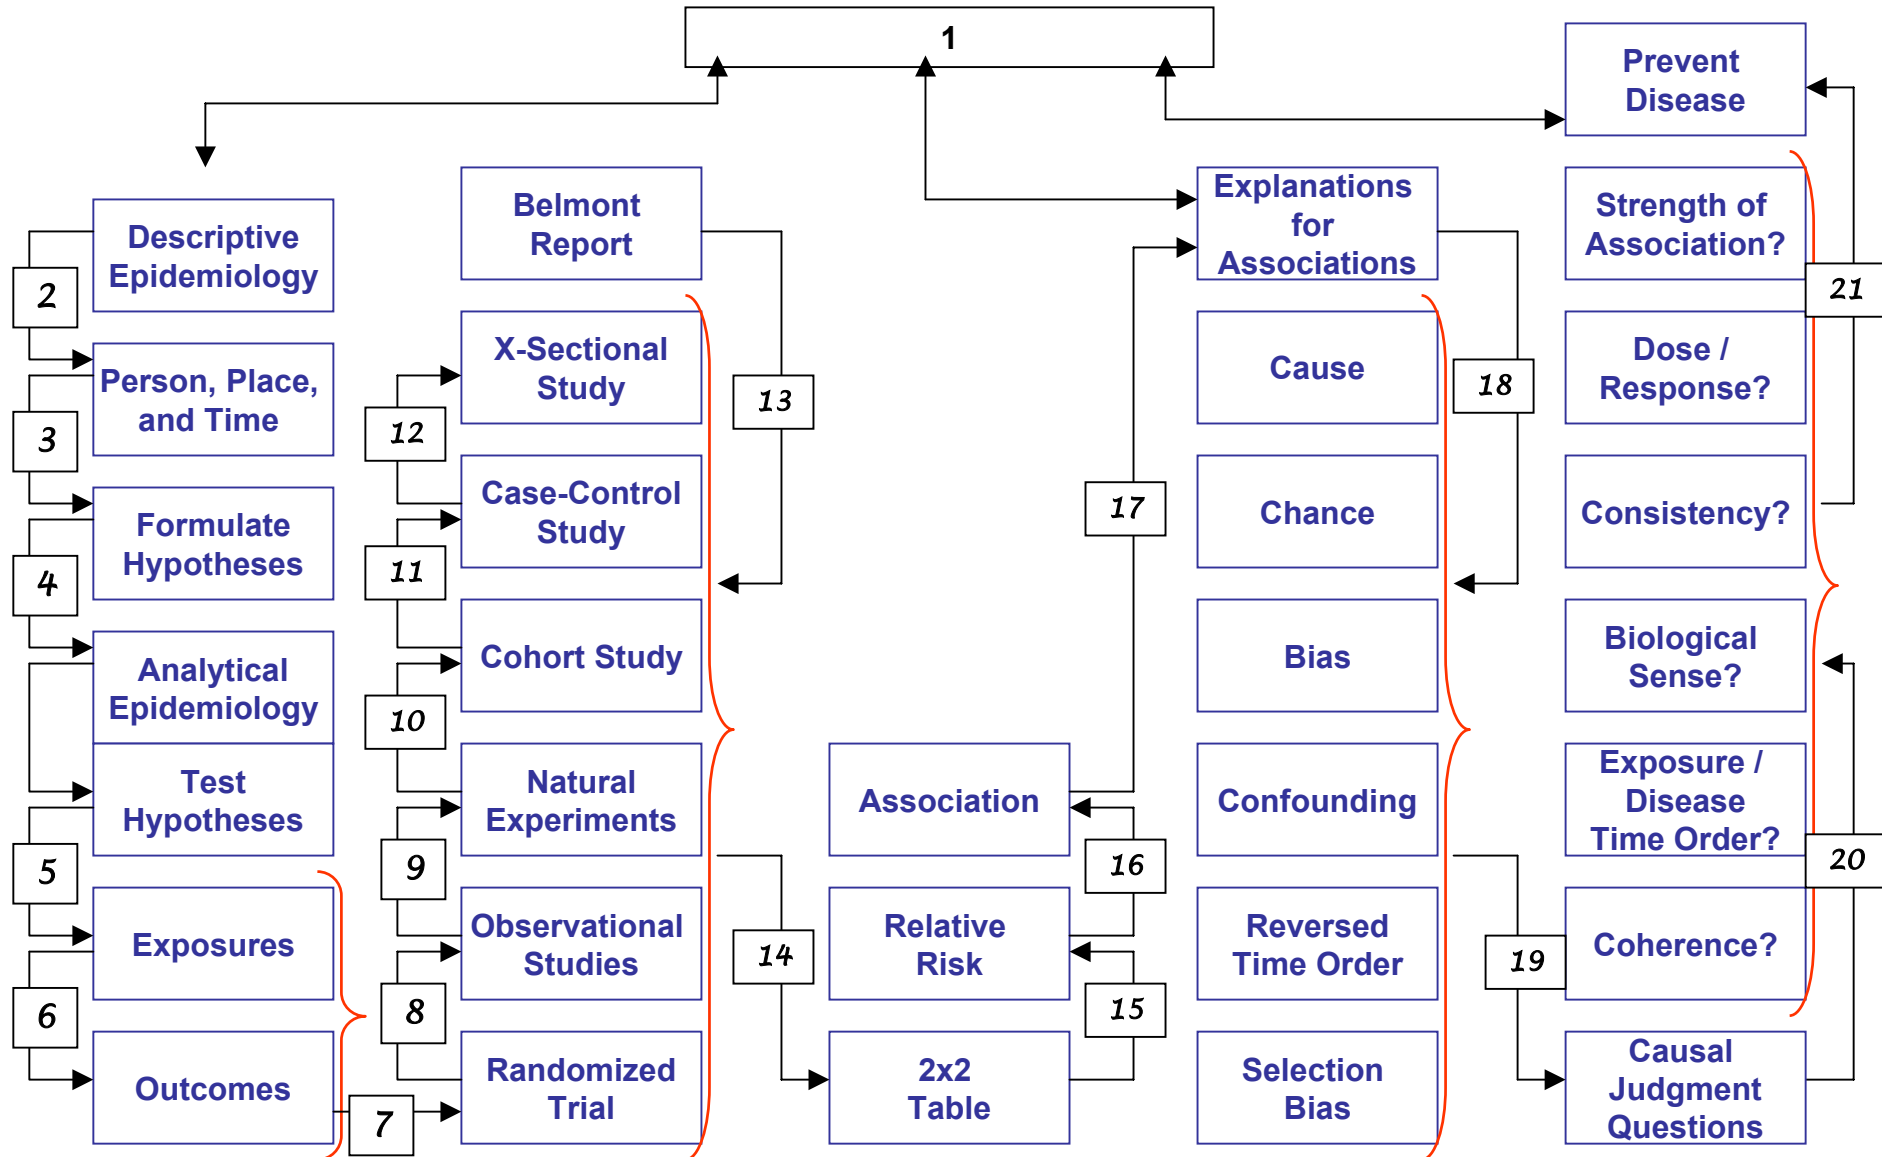 1
Prevent
Disease
Descriptive
Epidemiology
2
Person, Place,
and Time
3
Formulate
Hypotheses
4
Analytical
Epidemiology
Test
Hypotheses
5
Exposures
6
Outcomes
7
Belmont
Report
X-Sectional
Study
12
13
Case-Control
Study
11
Cohort Study
10
Natural
Experiments
9
Observational
Studies
8
Randomized
Trial
14
Association
16
Relative
Risk
15
2x2
Table
17
Explanations
for
Associations
18
Cause
Chance
Bias
Confounding
Reversed
Time Order
Selection
Bias
19
Strength of
Association?
21
Dose /
Response?
Consistency?
Biological
Sense?
Exposure /
Disease
Time Order?
20
Coherence?
Causal
Judgment
Questions